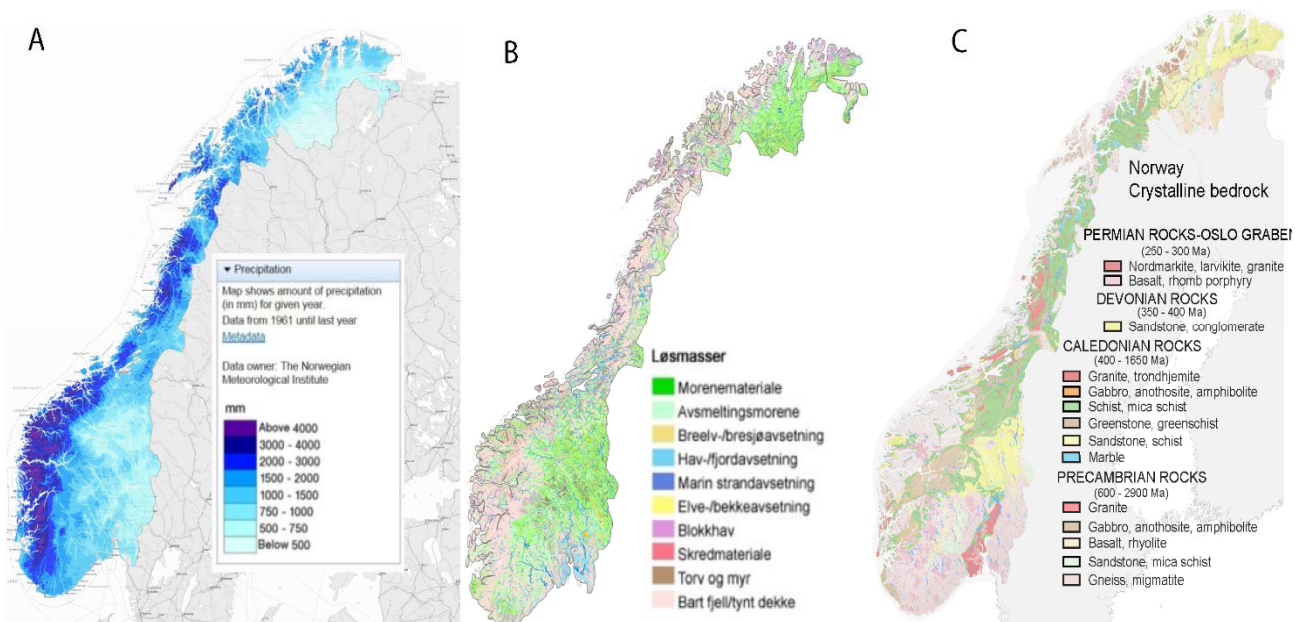 A
B
C
▼ Precipitation
Map shows amount of precipitation
(in mm) for given year.
Data from 1961 until last year
Metadata
Data owner: The Norwegian
Meteorological Institute
mm
Above 4000
3000 - 4000
2000 - 3000
1500 - 2000
1000 - 1500
750 - 1000
500 - 750
Below 500
Løsmasser
Morenemateriale
Avsmeltingsmorene
Breelv-/bresjøavsetning
Hav-/fjordavsetning
Marin strandavsetning
Elve-/bekkeavsetning
Blokkhav
Skredmateriale
Torv og myr
Bart fjell/tynt dekke
Norway
Crystalline bedrock
PERMIAN ROCKS-OSLO GRABEN
(250 - 300 Ma)
Nordmarkite, larvikite, granite
Basalt, rhomb porphyry
DEVONIAN ROCKS
(350 - 400 Ma)
Sandstone, conglomerate
CALEDONIAN ROCKS
(400 - 1650 Ma)
Granite, trondhjemite
Gabbro, anothosite, amphibolite
Schist, mica schist
Greenstone, greenschist
Sandstone, schist
Marble
PRECAMBRIAN ROCKS
(600 - 2900 Ma)
Granite
Gabbro, anothosite, amphibolite
Basalt, rhyolite
Sandstone, mica schist
Gneiss, migmatite